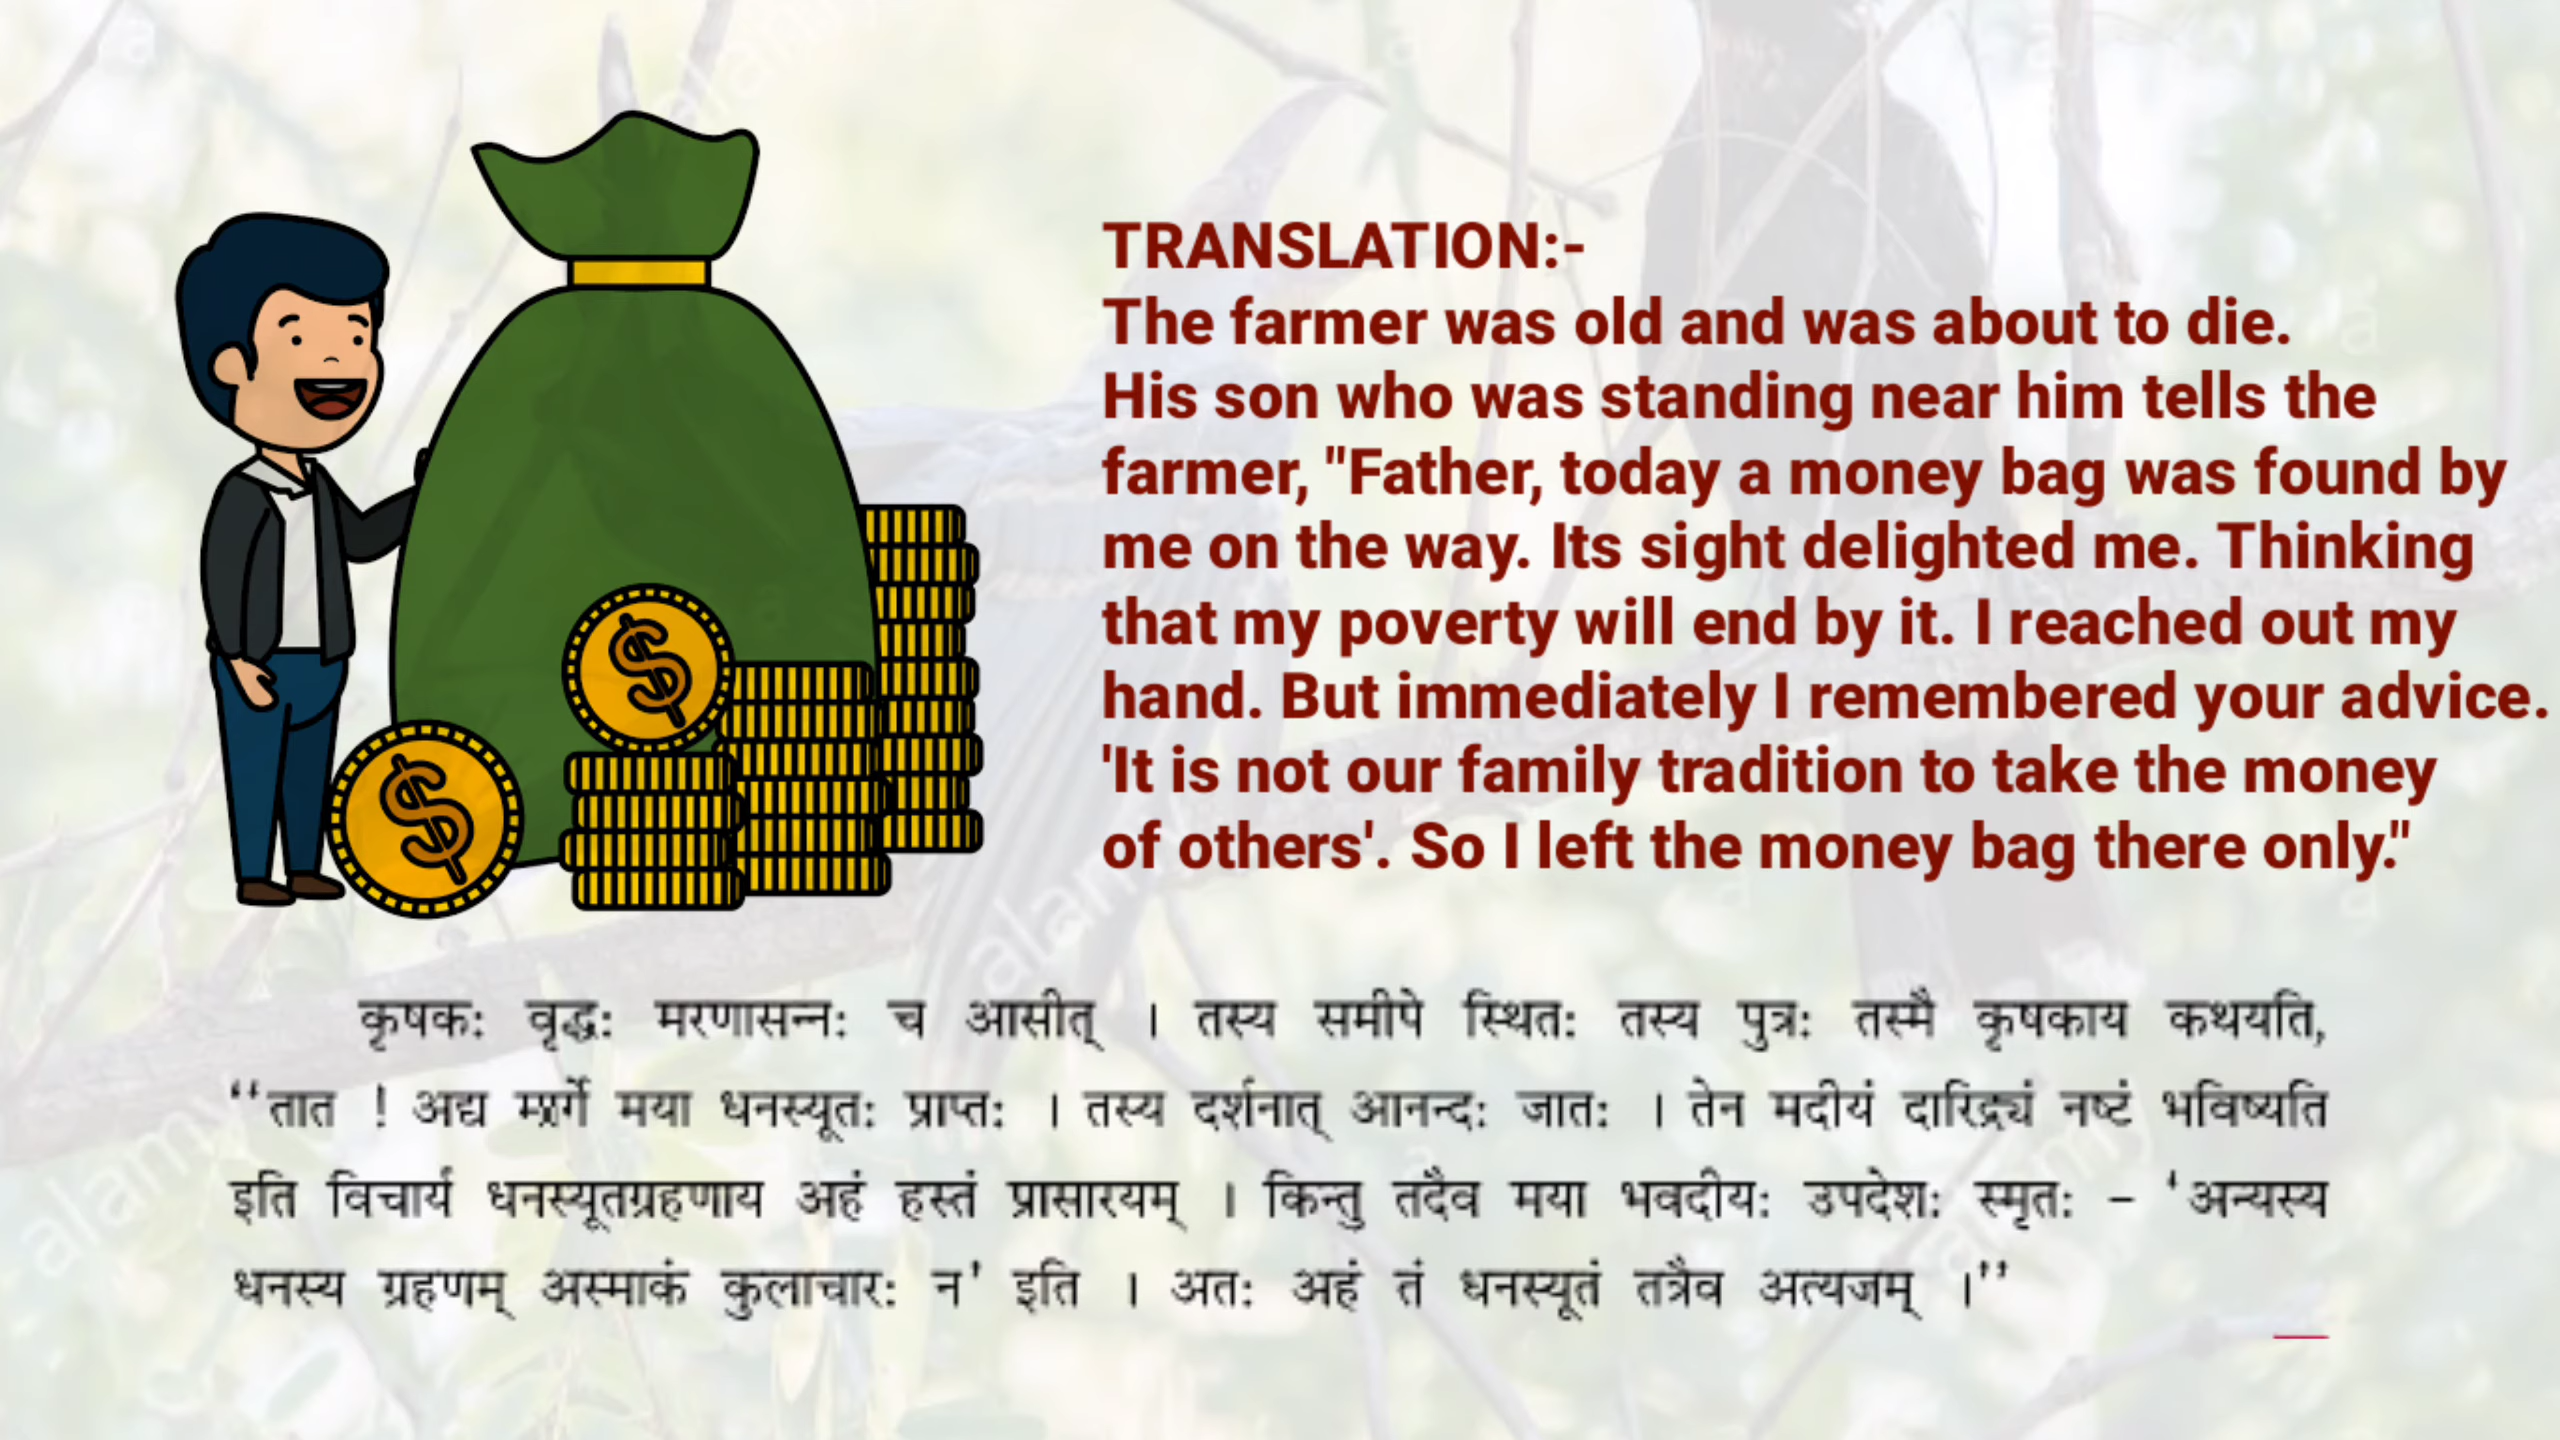 TRANSLATION:-
The farmer was old and was about to die.
His son who was standing near him tells the
farmer, "Father, today a money bag was found by
me on the way. Its sight delighted me. Thinking
that my poverty will end by it. I reached out my
hand. But immediately I remembered your advice.
'It is not our family tradition to take the money
of others'. So I left the money bag there only."
कृषकः वृद्धः मरणासन्नः च आसीत् । तस्य समीपे स्थितः तस्य पुत्रः तस्मै कृषकाय कथयति,
“तात ! अद्य मार्गे मया धनस्यूतः प्राप्तः । तस्य दर्शनात् आनन्दः जातः । तेन मदीयं दारिद्र्यं नष्टं भविष्यति
इति विचार्य धनस्यूतग्रहणाय अहं हस्तं प्रासारयम् । किन्तु तदैव मया भवदीयः उपदेशः स्मृतः – ‘अन्यस्य
धनस्य ग्रहणम् अस्माकं कुलाचारः न’ इति । अतः अहं तं धनस्यूतं तत्रैव अत्यजम् ।”
$
$
alamy
alamy
alamy